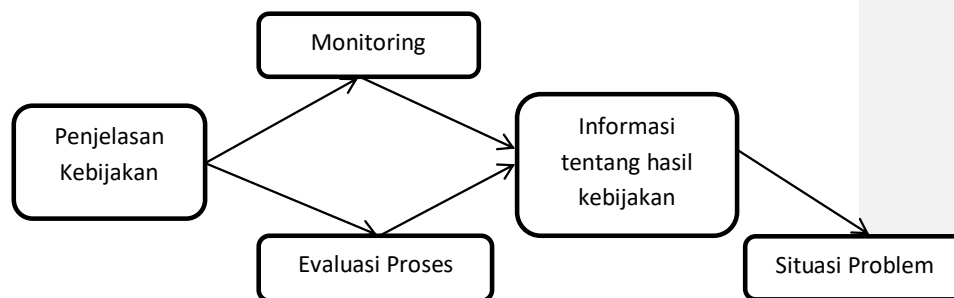 Monitoring
Penjelasan
Kebijakan
Informasi
tentang hasil
kebijakan
Evaluasi Proses
Situasi Problem